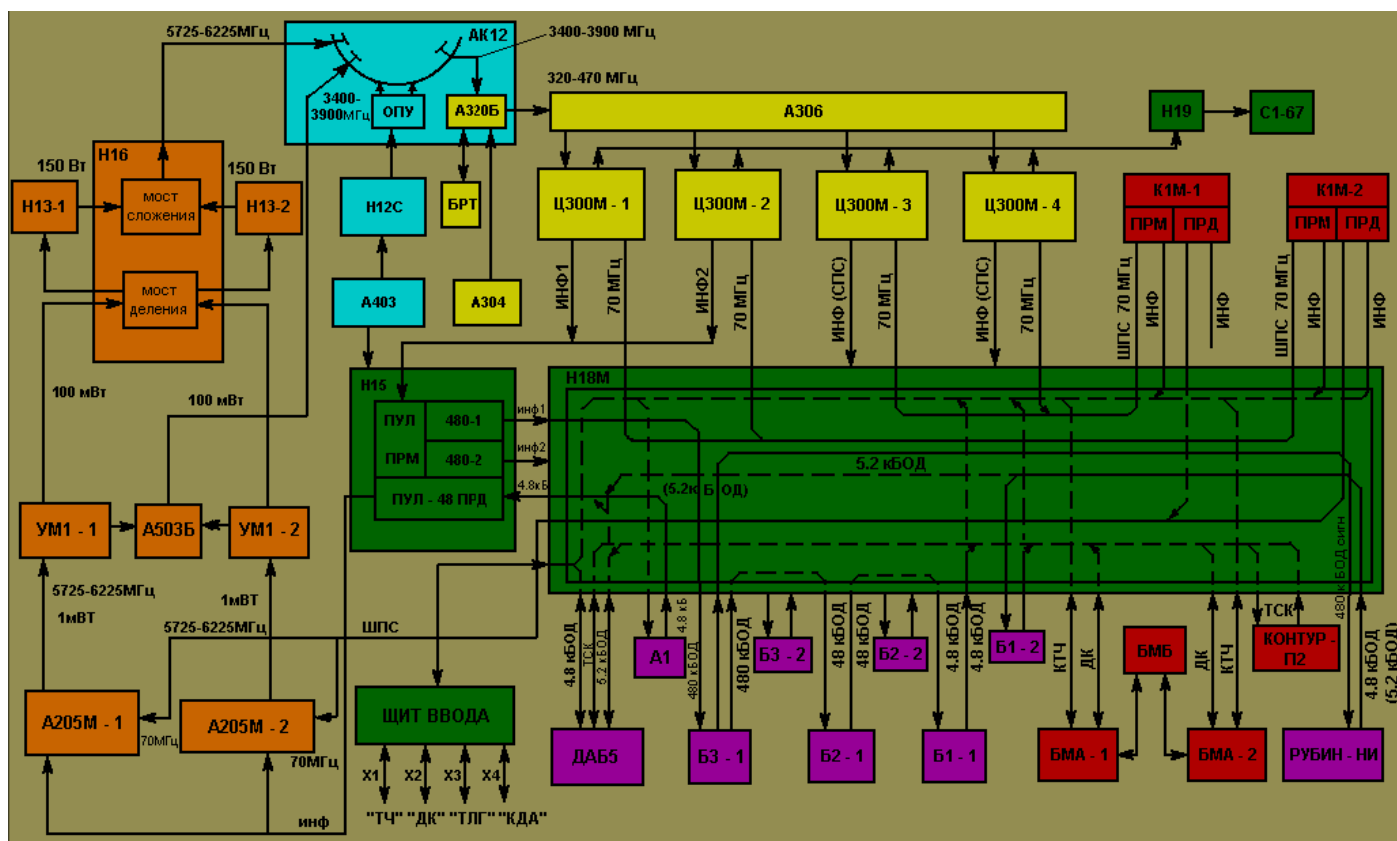 5725-6225МГц
АК12
3400-3900 МГц
3400-
3900МГц
ОПУ
А320Б
320-470 МГц
А306
Н19
С1-67
Н16
150 Вт
150 Вт
Н13-1
мост
сложения
Н13-2
Н12С
БРТ
Ц300М - 1
Ц300М - 2
Ц300М - 3
Ц300М - 4
К1М-1
ПРМ
ПРД
К1М-2
ПРМ
ПРД
мост
деления
А403
А304
ИНФ1
70 МГц
ИНФ2
70 МГц
ИНФ (СПС)
70 МГц
ИНФ (СПС)
70 МГц
ШПС 70 МГц
ИНФ
ИНФ
ШПС 70 МГц
ИНФ
ИНФ
100 мВт
100 мВт
Н15
ПУЛ
480-1
ПРМ
480-2
ПУЛ - 48 ПРД
инф1
инф2
4.8кБ
Н18М
5.2 кБОД
(5.2к Б ОД)
480 кБОД сигн
УМ1 - 1
А503Б
УМ1 - 2
5725-6225МГц
1мВТ
1мВТ
5725-6225МГц
ШПС
4.8 кБОД
ТСК
5.2 кБОД
А1
4.8 кБ
480 кБОД
480 кБОД
Б3 - 2
48 кБОД
48 кБОД
Б2 - 2
4.8 кБОД
4.8 кБОД
Б1 - 2
КТЧ
ДК
БМБ
ДК
КТЧ
ТСК
КОНТУР -
П2
4.8 кБОД
(5.2 кБОД)
А205М - 1
70МГц
А205М - 2
70МГц
ЩИТ ВВОДА
ДАБ5
Б3 - 1
Б2 - 1
Б1 - 1
БМА - 1
БМА - 2
РУБИН - НИ
Х1
Х2
Х3
Х4
"ТЧ" "ДК" "ТЛГ" "КДА"
инф